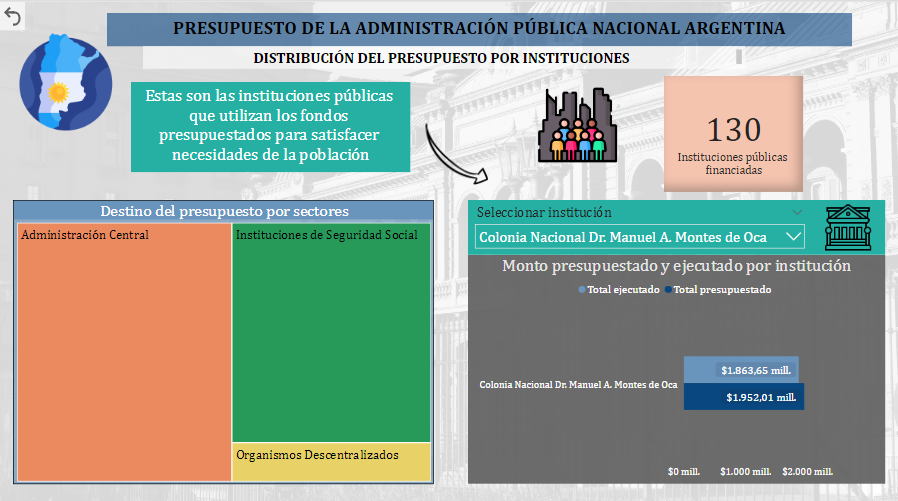 PRESUPUESTO DE LA ADMINISTRACIÓN PÚBLICA NACIONAL ARGENTINA
DISTRIBUCIÓN DEL PRESUPUESTO POR INSTITUCIONES
Estas son las instituciones públicas
que utilizan los fondos
presupuestados para satisfacer
necesidades de la población
130
Instituciones públicas
financiadas
Destino del presupuesto por sectores
Administración Central
Instituciones de Seguridad Social
Organismos Descentralizados
Seleccionar institución
Colonia Nacional Dr. Manuel A. Montes de Oca
Monto presupuestado y ejecutado por institución
Total ejecutado Total presupuestado
Colonia Nacional Dr. Manuel A. Montes de Oca
$1.863,65 mill.
$1.952,01 mill.
$0 mill. $1.000 mill. $2.000 mill.